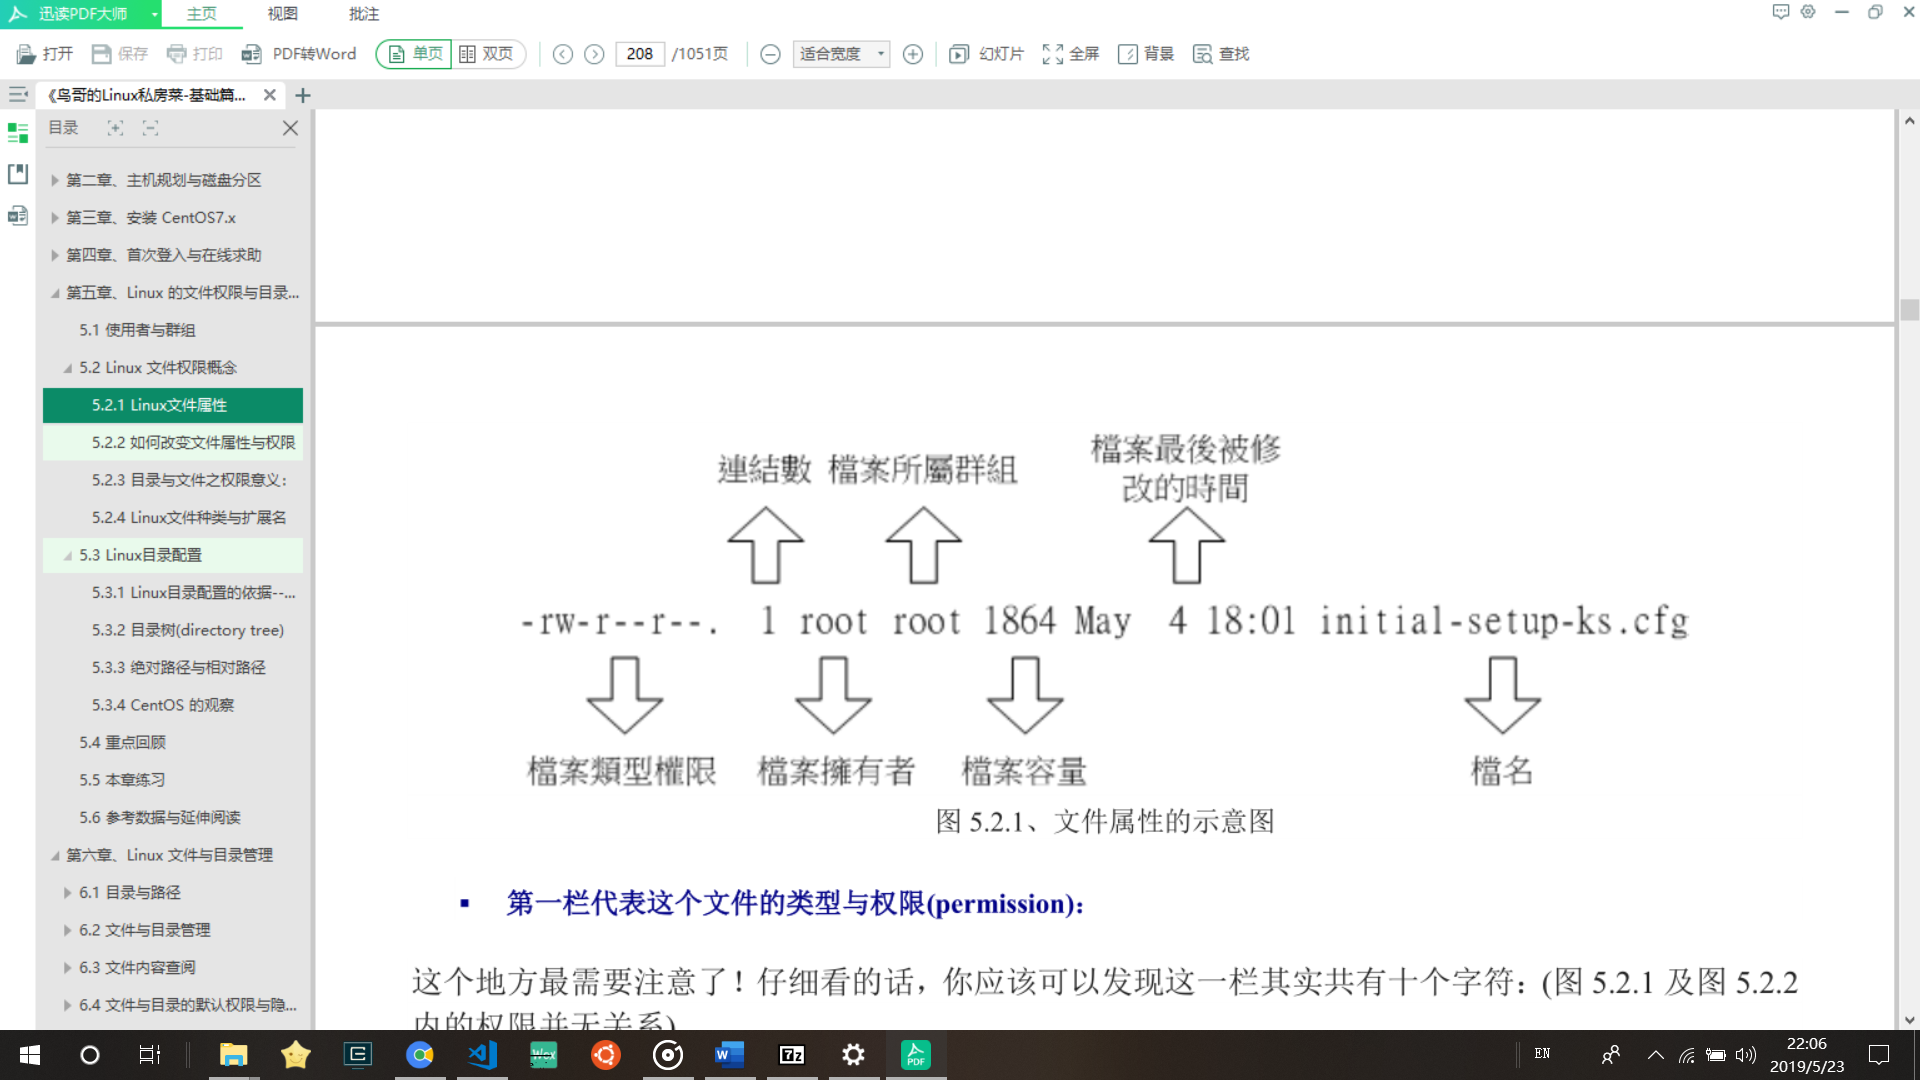 迅读PDF大师
主页
视图
批注
打开
保存
打印
PDF转Word
单页
双页
208
/1051页
适合宽度
幻灯片
全屏
背景
查找
《鸟哥的Linux私房菜-基础篇...
目录
第二章、主机规划与磁盘分区
第三章、安装 CentOS7.x
第四章、首次登入与在线求助
第五章、Linux 的文件权限与目录...
5.1 使用者与群组
5.2 Linux 文件权限概念
5.2.1 Linux文件属性
5.2.2 如何改变文件属性与权限
5.2.3 目录与文件之权限意义:
5.2.4 Linux文件种类与扩展名
5.3 Linux目录配置
5.3.1 Linux目录配置的依据--...
5.3.2 目录树(directory tree)
5.3.3 绝对路径与相对路径
5.3.4 CentOS 的观察
5.4 重点回顾
5.5 本章练习
5.6 参考数据与延伸阅读
第六章、Linux 文件与目录管理
6.1 目录与路径
6.2 文件与目录管理
6.3 文件内容查阅
6.4 文件与目录的默认权限与隐...
連結數 檔案所屬群組
檔案最後被修
改的時間
-rw-r--r--. 1 root root 1864 May 4 18:01 initial-setup-ks.cfg
檔案類型權限 檔案擁有者 檔案容量 檔名
图 5.2.1、文件属性的示意图
▪ 第一栏代表这个文件的类型与权限(permission)：
这个地方最需要注意了！仔细看的话，你应该可以发现这一栏其实共有十个字符：(图 5.2.1 及图 5.2.2
内的权限并无关系)
Wox
W
7z
PDF
EN
22:06
2019/5/23